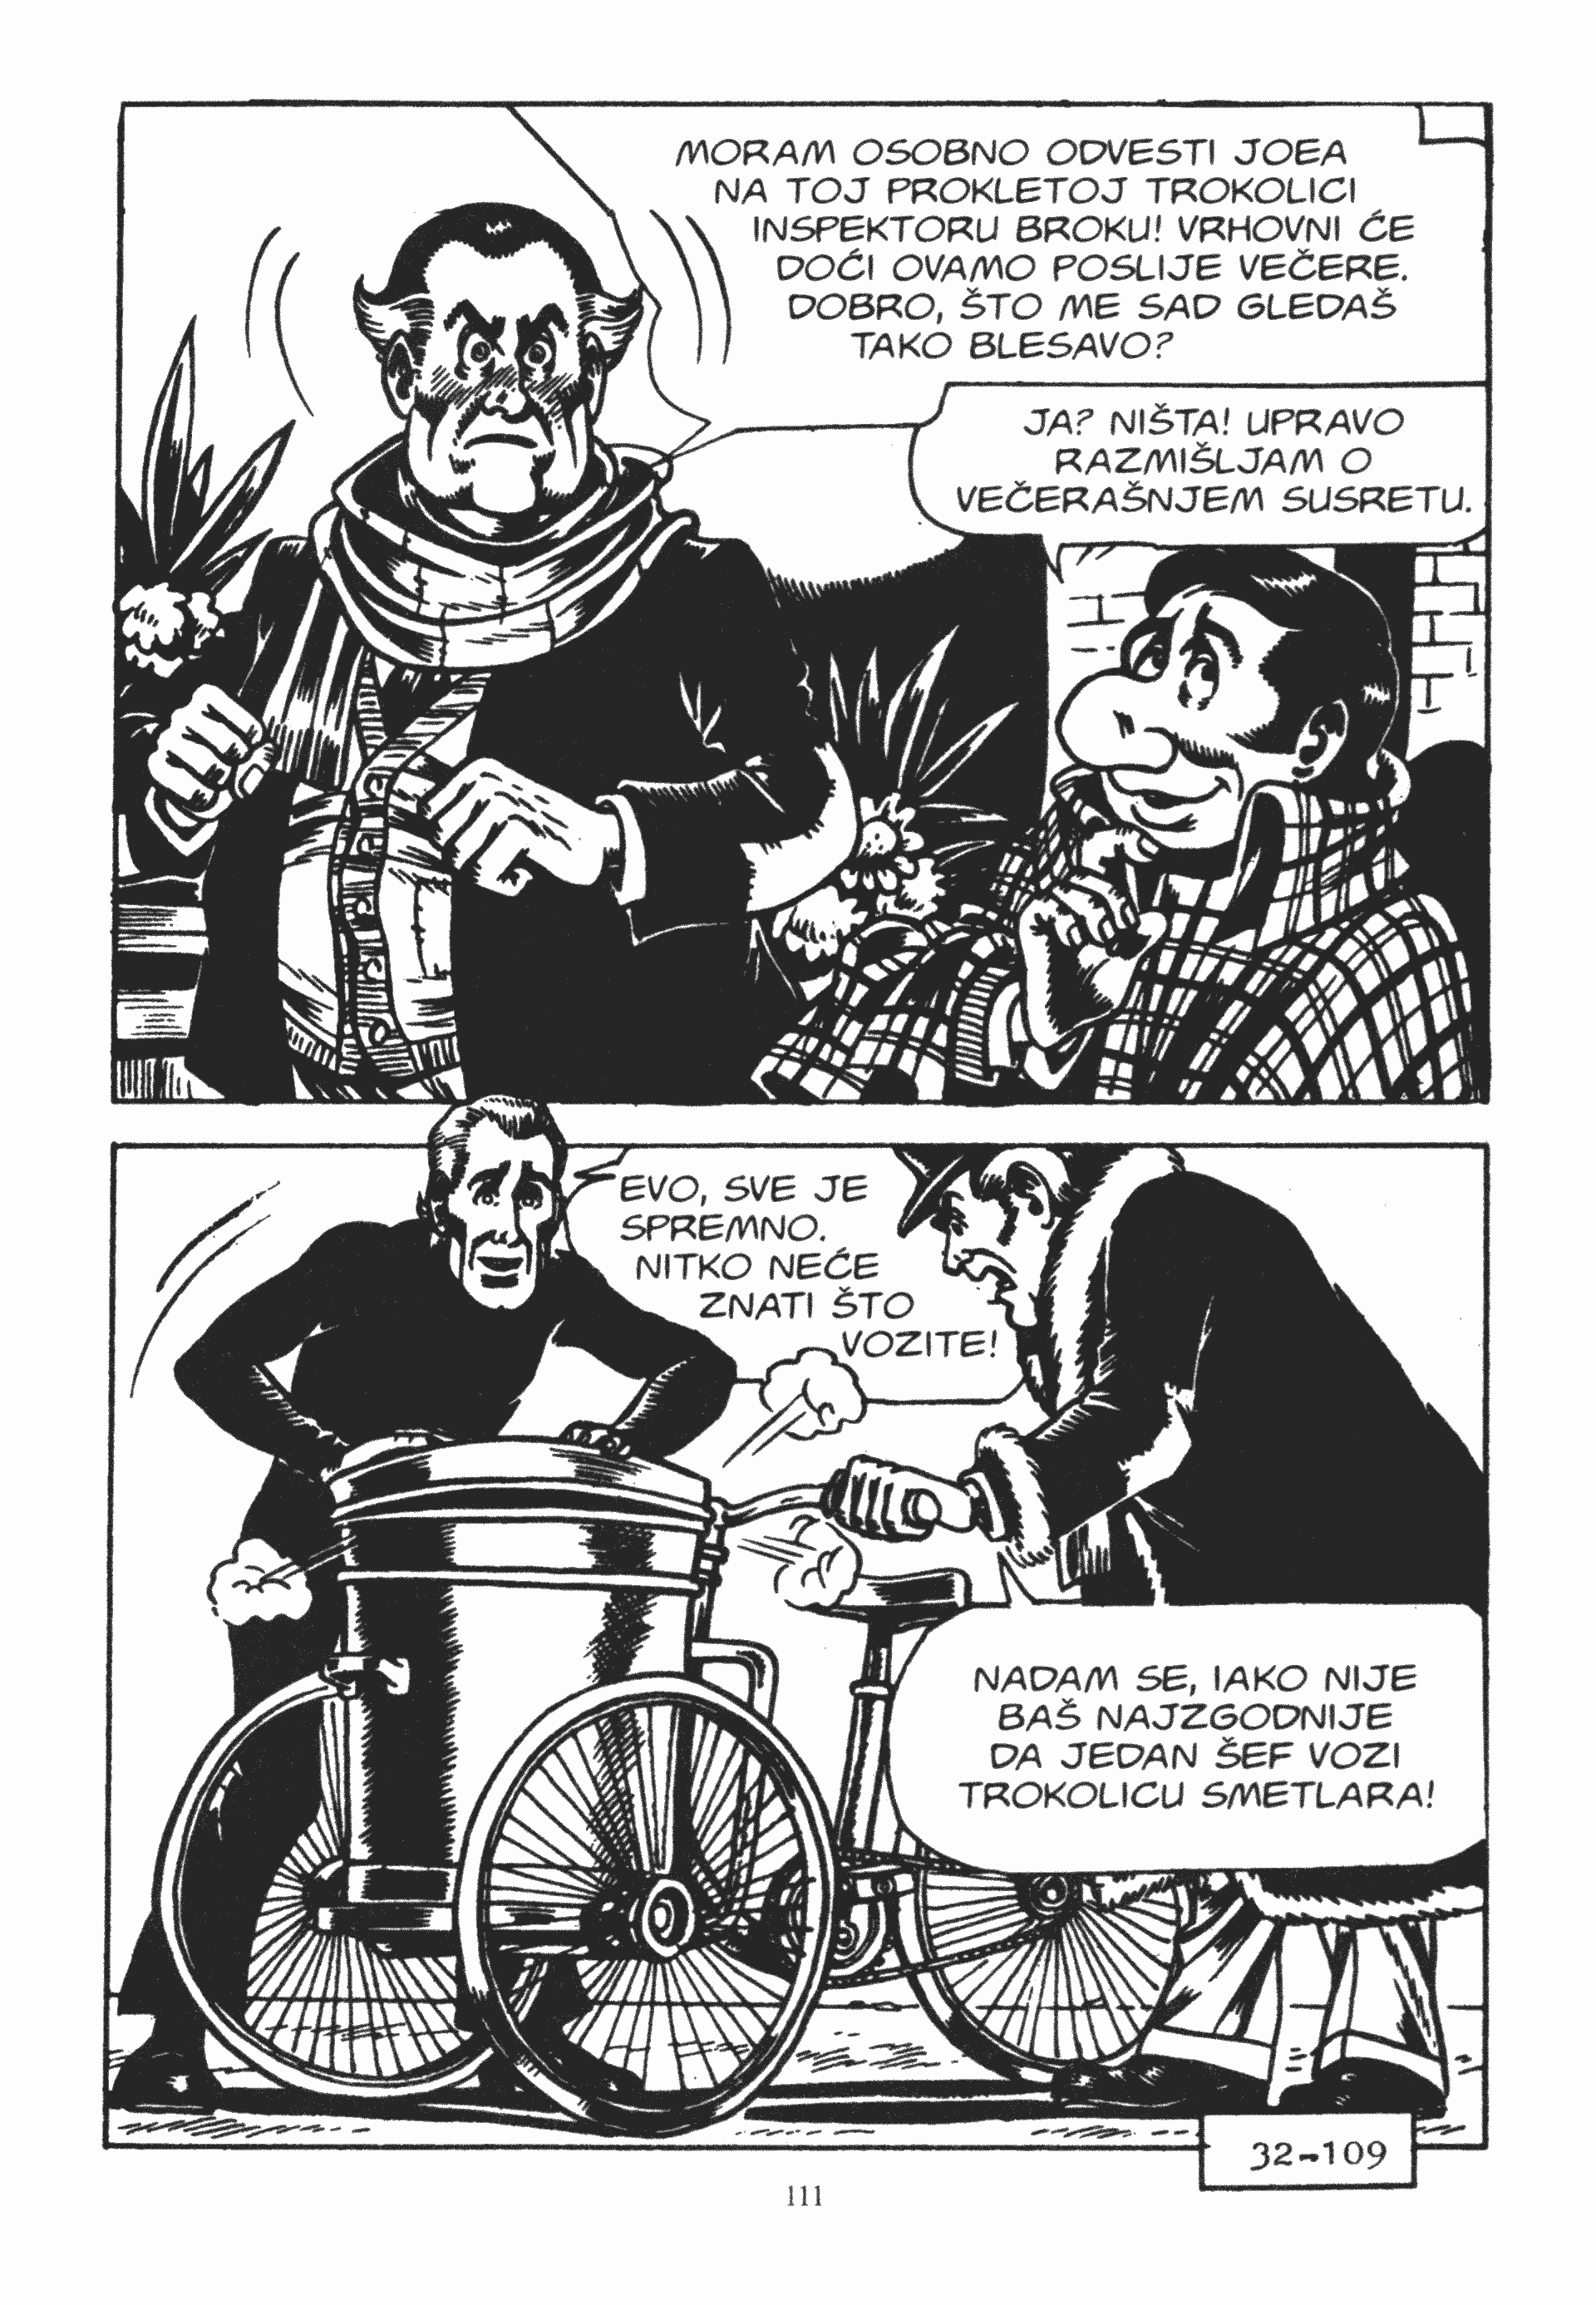 MORAM OSOBNO ODVESTI JOEA
NA TOJ PROKLETOJ TROKOLICI
INSPEKTORU BROKU! VRHOVNI ĆE
DOĆI OVAMO POSLIJE VEČERE.
DOBRO, ŠTO ME SAD GLEDAŠ
TAKO BLESAVO?
JA? NIŠTA! UPRAVO
RAZMIŠLJAM O
VEČERAŠNJEM SUSRETU.
EVO, SVE JE
SPREMNO.
NITKO NEĆE
ZNATI ŠTO
VOZITE!
NADAM SE, IAKO NIJE
BAŠ NAJZGODNIJE
DA JEDAN ŠEF VOZI
TROKOLICU SMETLARA!
32-109
111